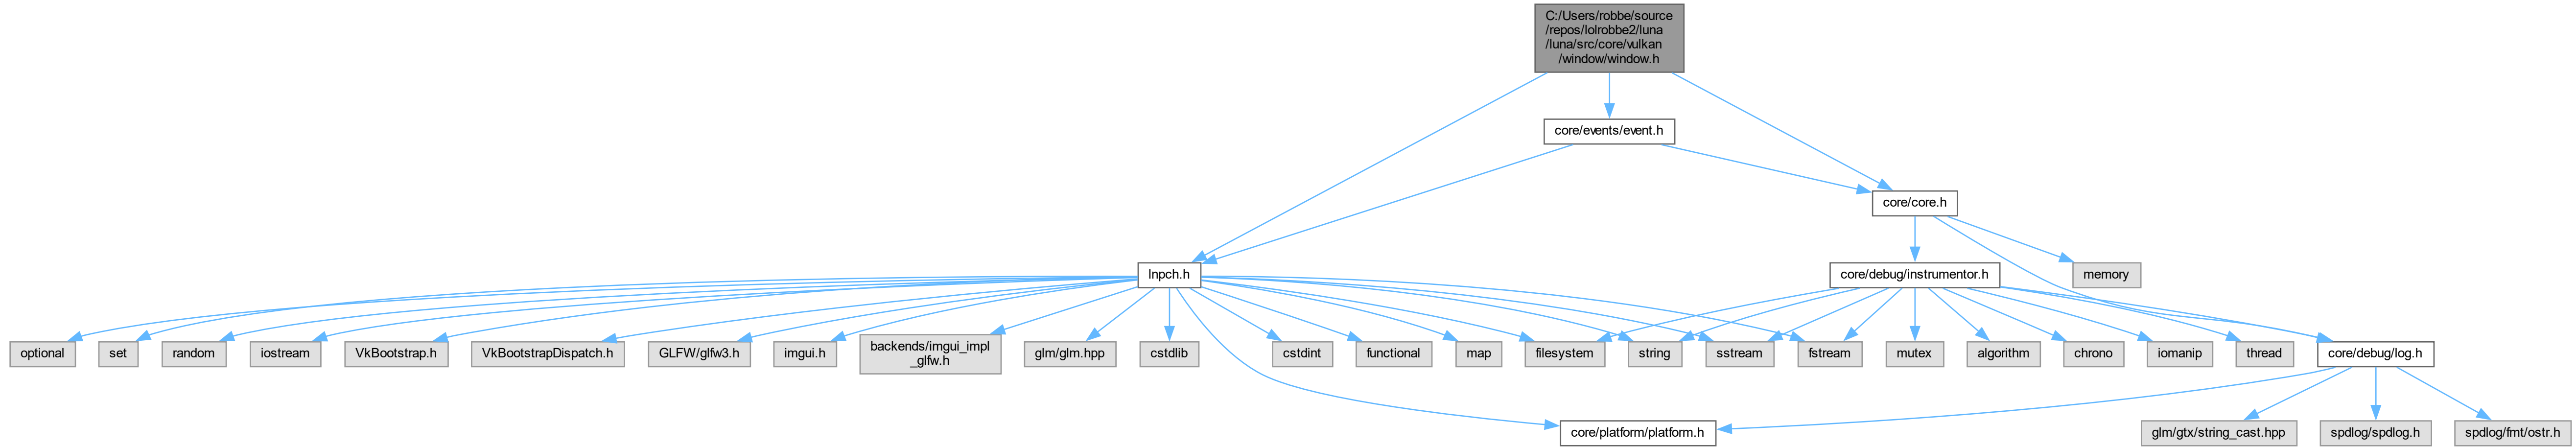 C:/Users/robbe/source
/repos/lolrobbe2/luna
/luna/src/core/vulkan
/window/window.h
core/events/event.h
core/core.h
lnpch.h
core/debug/instrumentor.h
memory
optional
set
random
iostream
VkBootstrap.h
VkBootstrapDispatch.h
GLFW/glfw3.h
imgui.h
backends/imgui_impl
_glfw.h
glm/glm.hpp
cstdlib
cstdint
functional
map
filesystem
string
sstream
fstream
mutex
algorithm
chrono
iomanip
thread
core/debug/log.h
core/platform/platform.h
glm/gtx/string_cast.hpp
spdlog/spdlog.h
spdlog/fmt/ostr.h